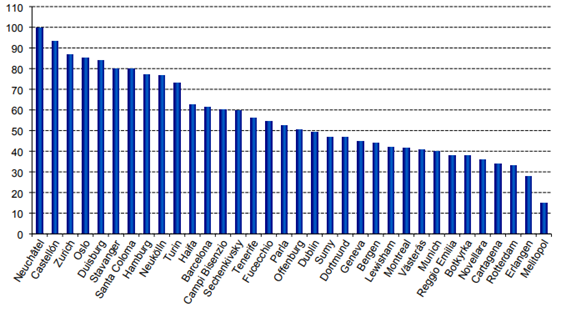 110
100
90
80
70
60
50
40
30
20
10
0
Neuchâtel
Castellón
Zurich
Oslo
Duisburg
Stavanger
Santa Coloma
Hamburg
Neukölln
Turin
Haifa
Barcelona
Campi Bisenzio
Sechenkivsky
Tenerife
Fucecchio
Parla
Offenburg
Dublin
Sumy
Dortmund
Geneva
Bergen
Lewisham
Montreal
Västerås
Munich
Reggio Emilia
Botkyrka
Novellara
Cartagena
Rotterdam
Erlangen
Melitopol